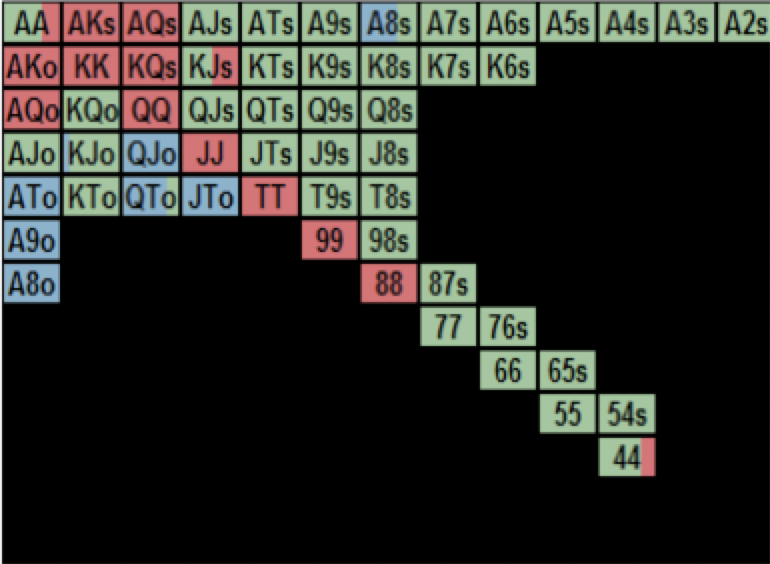 AA AKs AQs AJs ATs A9s A8s A7s A6s A5s A4s A3s A2s
AKo KK KQs KJs KTs K9s K8s K7s K6s
AQo KQo QQ QJs QTs Q9s Q8s
AJo KJo QJo JJ JTs J9s J8s
ATo KTo QTo JTo TT T9s T8s
A9o 99 98s
A8o 88 87s
77 76s
66 65s
55 54s
44